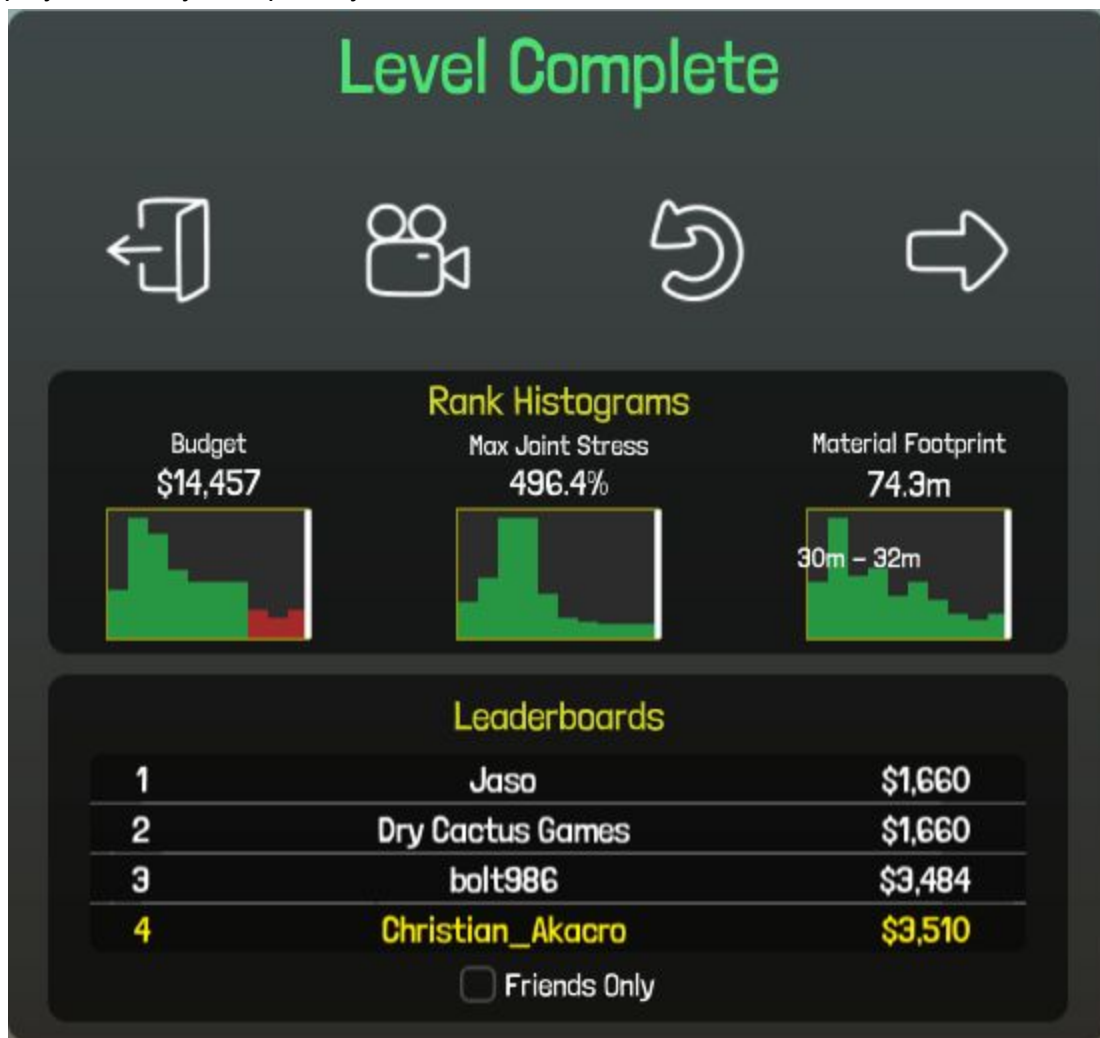 Level Complete
Rank Histograms
Budget
$14,457
Max Joint Stress
496.4%
Material Footprint
74.3m
30m – 32m
Leaderboards
1 Jaso $1,660
2 Dry Cactus Games $1,660
3 bolt986 $3,484
4 Christian_Akacro $3,510
Friends Only